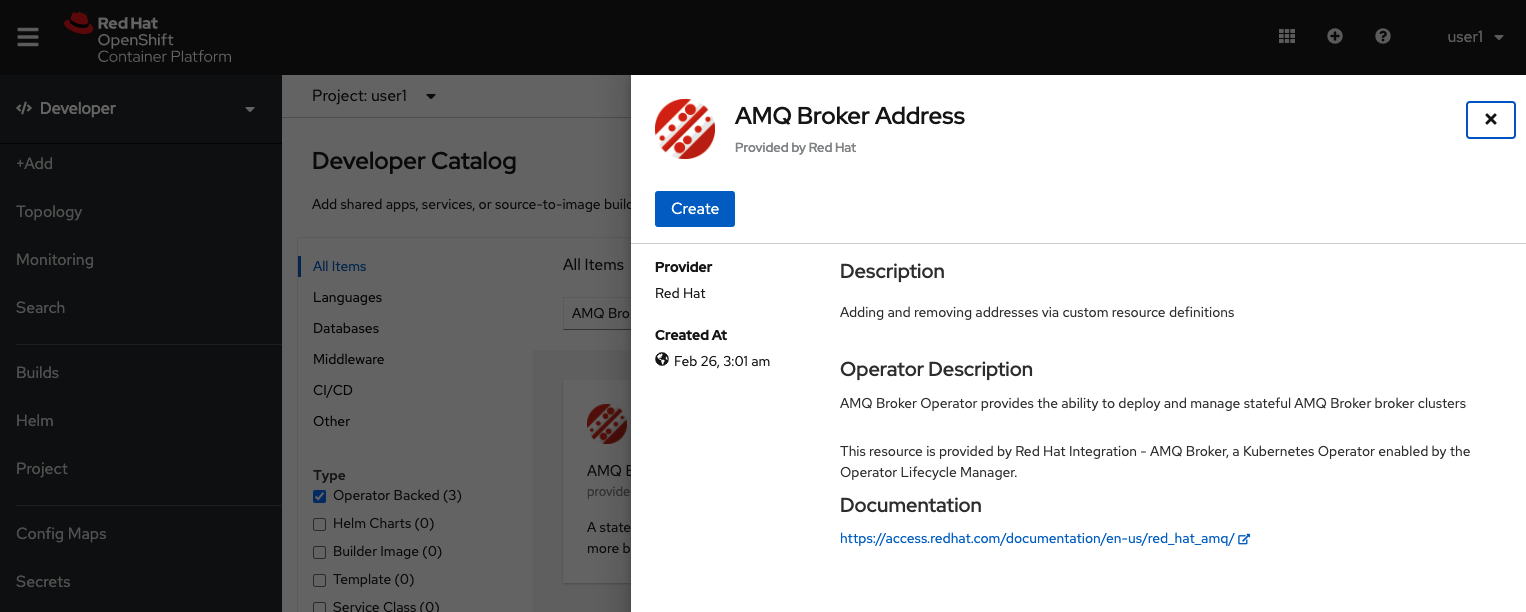 Red Hat
OpenShift
Container Platform
user1
Developer
+Add
Topology
Monitoring
Search
Builds
Helm
Project
Config Maps
Secrets
Project: user1
Developer Catalog
Add shared apps, services, or source-to-image
All Items
Languages
Databases
Middleware
CI/CD
Other
Type
Operator Backed (3)
Helm Charts (0)
Builder Image (0)
Template (0)
Service Class (0)
All Items
AMQ Bro
AMQ
provide
A state
more b
AMQ Broker Address
Provided by Red Hat
Create
Provider
Red Hat
Created At
Feb 26, 3:01 am
Description
Adding and removing addresses via custom resource definitions
Operator Description
AMQ Broker Operator provides the ability to deploy and manage stateful AMQ Broker broker clusters
This resource is provided by Red Hat Integration - AMQ Broker, a Kubernetes Operator enabled by the
Operator Lifecycle Manager.
Documentation
https://access.redhat.com/documentation/en-us/red_hat_amq/